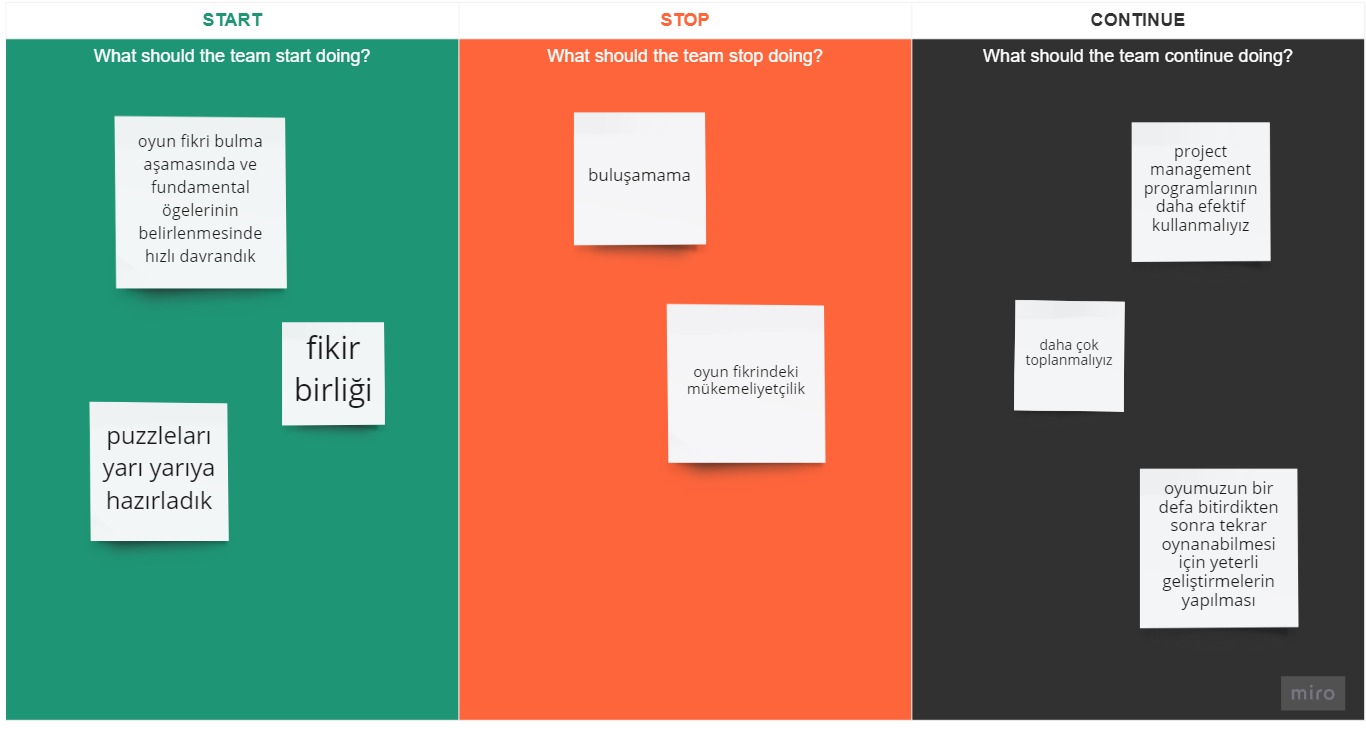 START
What should the team start doing?
oyun fikri bulma
aşamasında ve
fundamental
ögelerinin
belirlenmesinde
hızlı davrandık
fikir
birliği
puzzleları
yarı yarıya
hazırladık
STOP
What should the team stop doing?
buluşamama
oyun fikrindeki
mükemeliyetçilik
CONTINUE
What should the team continue doing?
project
management
programlarının
daha efektif
kullanmalıyız
daha çok
toplanmalıyız
oyumuzun bir
defa bitirdikten
sonra tekrar
oynanabilmesi
için yeterli
geliştirmelerin
yapılması
miro